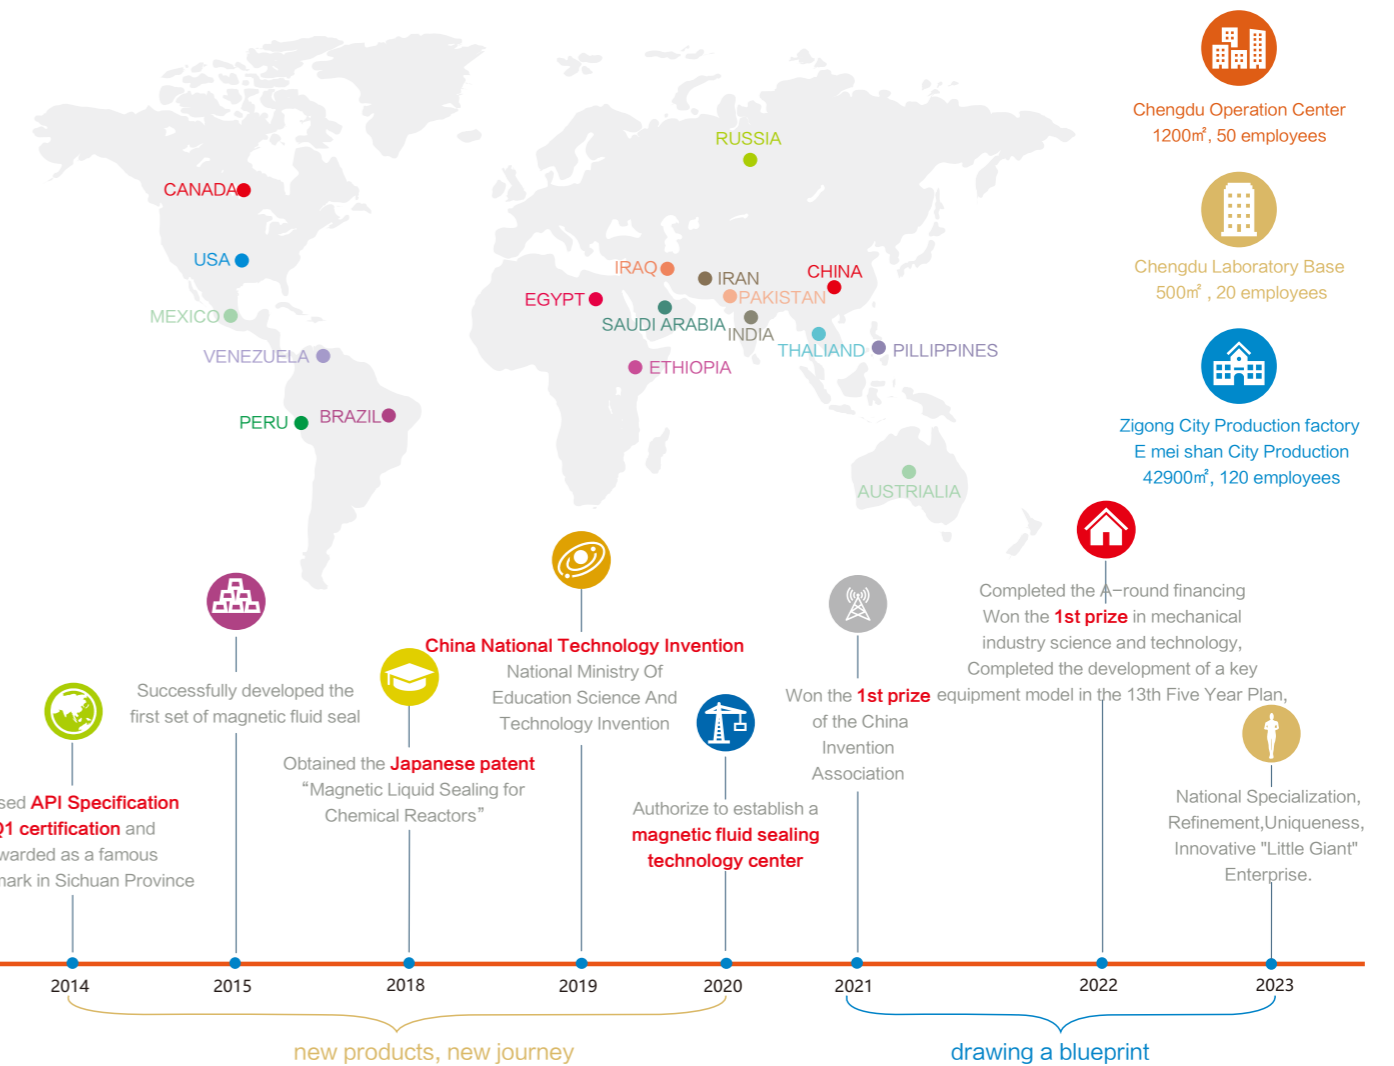 RUSSIA
CANADA
USA
MEXICO
VENEZUELA
PERU
BRAZIL
IRAQ
IRAN
CHINA
EGYPT
PAKISTAN
SAUDI ARABIA
INDIA
THALIAND
PILLIPPINES
ETHIOPIA
AUSTRIALIA
Chengdu Operation Center
1200㎡, 50 employees
Chengdu Laboratory Base
500㎡, 20 employees
Zigong City Production factory
E mei shan City Production
42900㎡, 120 employees
sed API Specification
Q1 certification and
warded as a famous
mark in Sichuan Province
Successfully developed the
first set of magnetic fluid seal
Obtained the Japanese patent
“Magnetic Liquid Sealing for
Chemical Reactors”
China National Technology Invention
National Ministry Of
Education Science And
Technology Invention
Authorize to establish a
magnetic fluid sealing
technology center
Won the 1st prize
of the China
Invention
Association
Completed the A-round financing
Won the 1st prize in mechanical
industry science and technology,
Completed the development of a key
equipment model in the 13th Five Year Plan,
National Specialization,
Refinement,Uniqueness,
Innovative "Little Giant"
Enterprise.
2014
2015
2018
2019
2020
2021
2022
2023
new products, new journey
drawing a blueprint